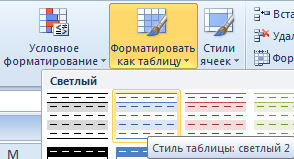 Условное форматирование
Форматировать как таблицу
Стили ячеек
Вста
Удал
Фор
Светлый
Стиль таблицы: светлый 2
M